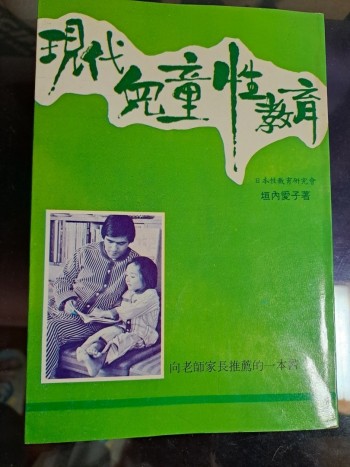 現代兒童性教育
日本性教育研究會
垣內愛子著
向老師家長推薦的一本書